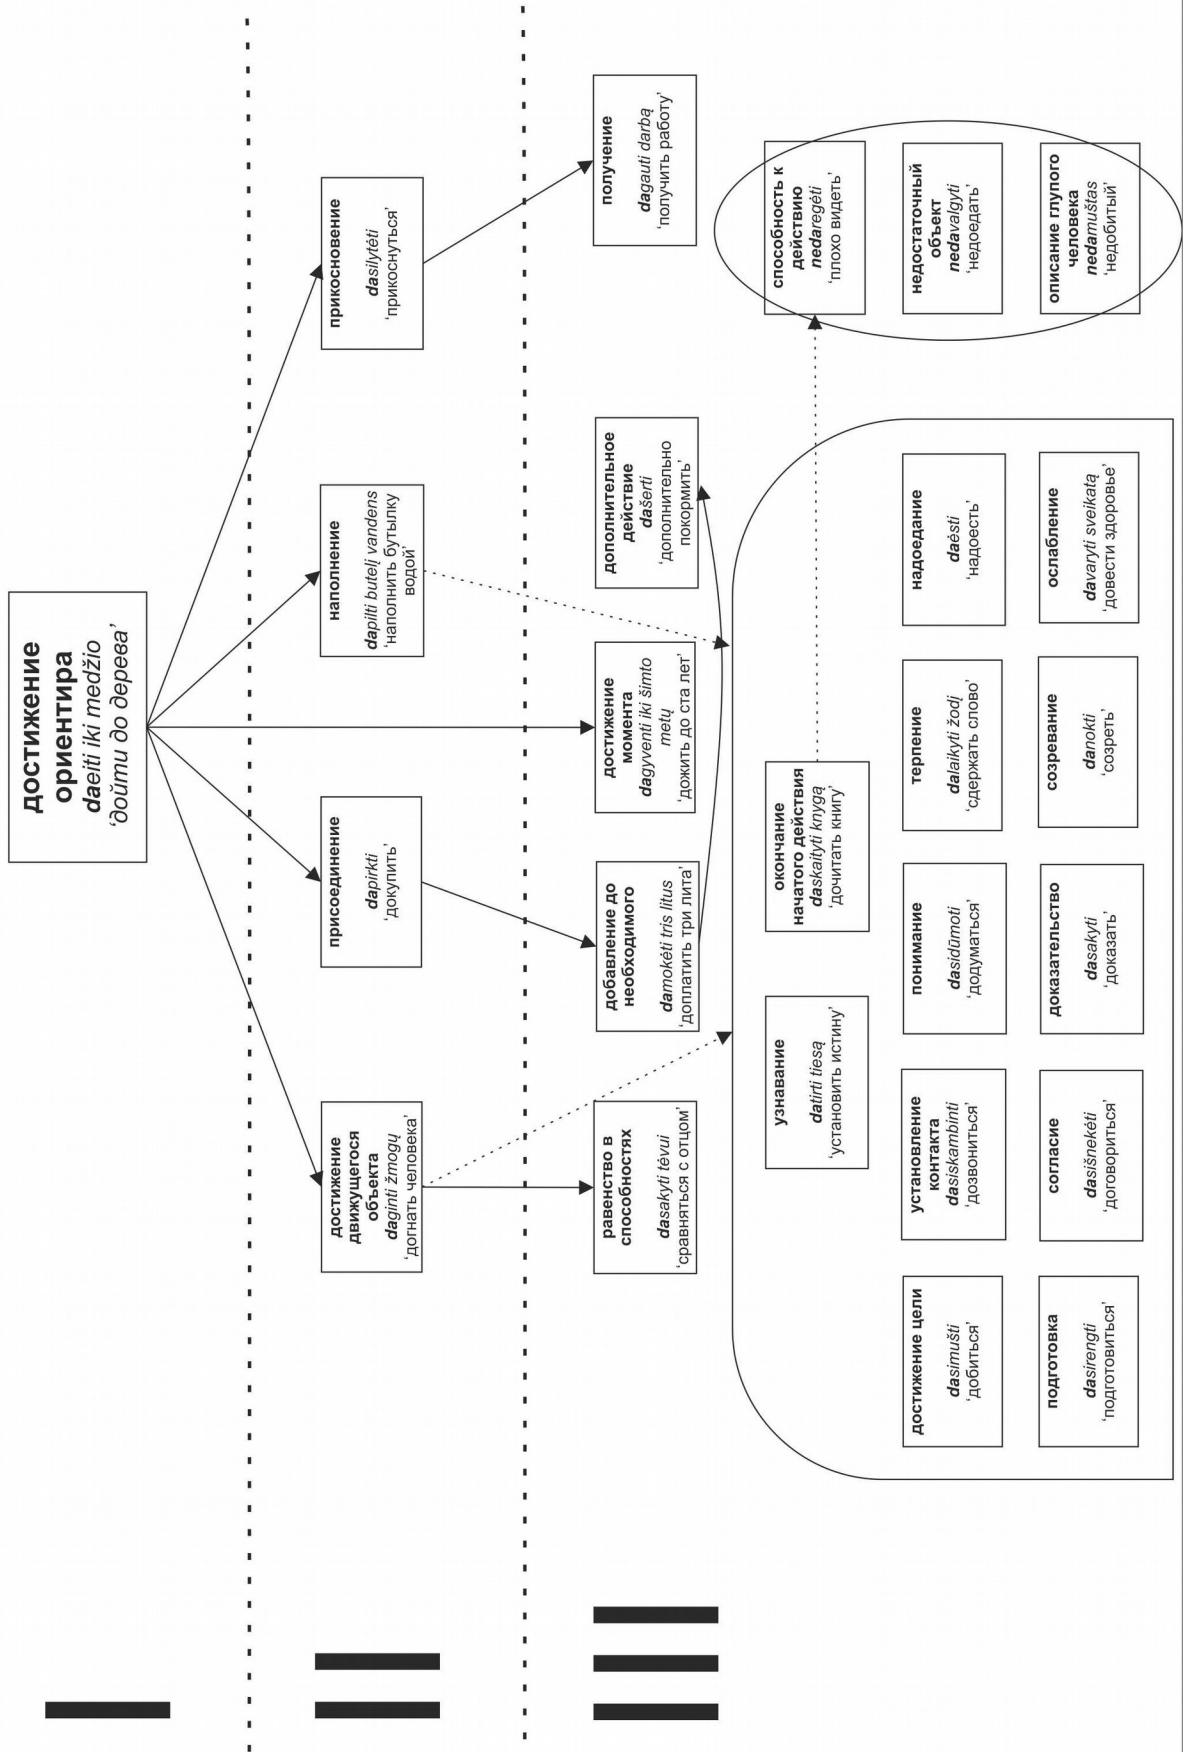 достижение
ориентира
daeiti iki medžio
‘дойти до дерева’
достижение
движущегося
объекта
daginti žmogų
‘догнать человека’
присоединение
dapirkti
‘докупить’
наполнение
dapilti butelį vandens
‘наполнить бутылку
водой’
прикосновение
dasilytėti
‘прикоснуться’
равенство в
способностях
dasakyti tėvui
‘сравняться с отцом’
добавление до
необходимого
damokėti tris litus
‘доплатить три лита’
достижение
момента
dagyventi iki šimto
metų
‘дожить до ста лет’
дополнительное
действие
dašerti
‘дополнительно
покормить’
получение
dagauti darbą
‘получить работу’
узнавание
datirti tiesą
‘установить истину’
окончание
начатого действия
daskaityti knygą
‘дочитать книгу’
способность к
действию
nedaregėti
‘плохо видеть’
достижение цели
dasimušti
‘добиться’
установление
контакта
dasiskambinti
‘дозвониться’
понимание
dasidūmoti
‘додуматься’
терпение
dalaikyti žodį
‘сдержать слово’
надоедание
daėsti
‘надоесть’
недостаточный
объект
nedavalgyti
‘недоедать’
подготовка
dasirengti
‘подготовиться’
согласие
dasišnekėti
‘договориться’
доказательство
dasakyti
‘доказать’
созревание
danokti
‘созреть’
ослабление
davaryti sveikatą
‘довести здоровье’
описание глупого
человека
nedamuštas
‘недобитый’